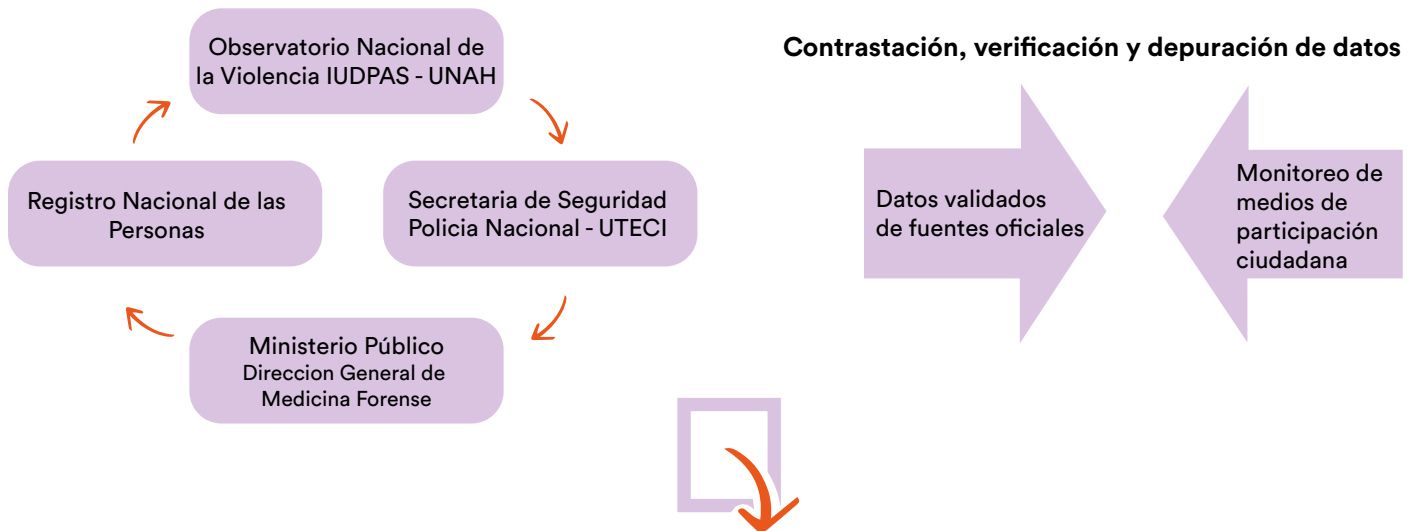 Observatorio Nacional de
la Violencia IUDPAS - UNAH
Registro Nacional de las
Personas
Secretaria de Seguridad
Policia Nacional - UTECI
Ministerio Público
Direccion General de
Medicina Forense
Contrastación, verificación y depuración de datos
Datos validados
de fuentes oficiales
Monitoreo de
medios de
participación
ciudadana